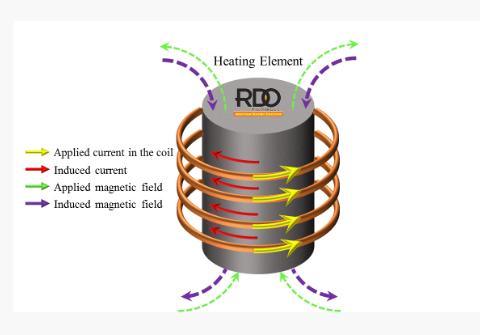 Heating Element
RDO
Applied current in the coil
Induced current
Applied magnetic field
Induced magnetic field